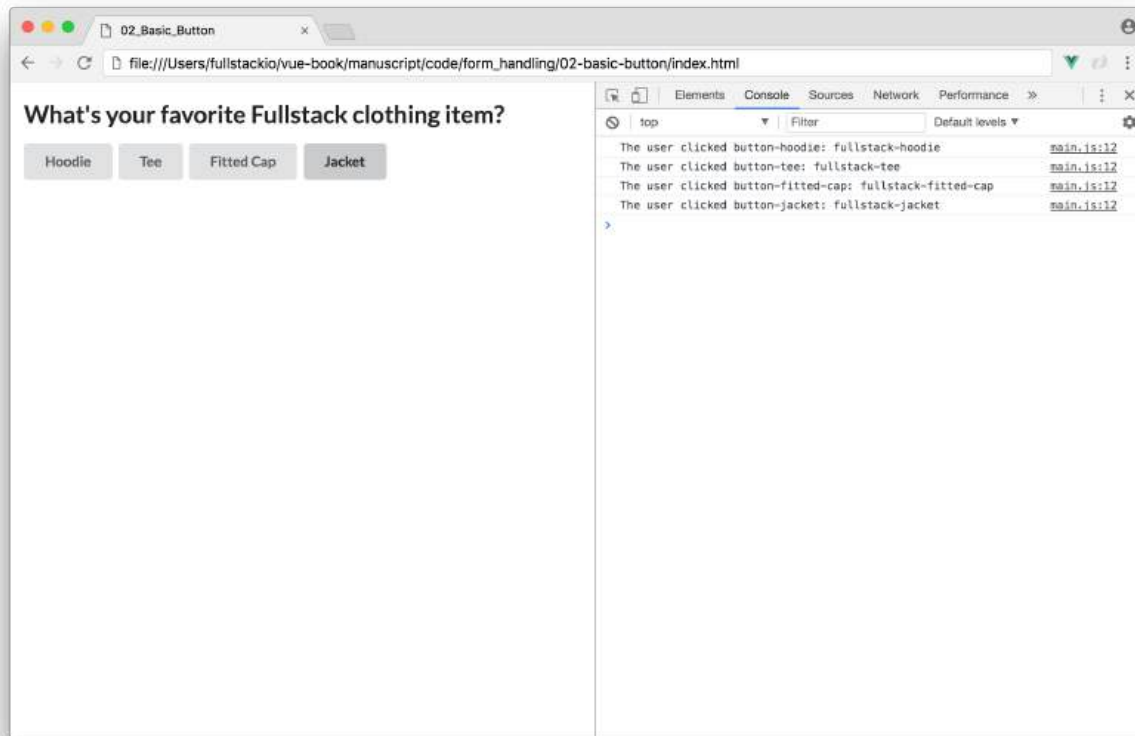 02_Basic_Button
file:///Users/fullstackio/vue-book/manuscript/code/form_handling/02-basic-button/index.html
What's your favorite Fullstack clothing item?
Hoodie Tee Fitted Cap Jacket
Elements Console Sources Network Performance »
top Filter Default levels
The user clicked button-hoodie: fullstack-hoodie main.js:12
The user clicked button-tee: fullstack-tee main.js:12
The user clicked button-fitted-cap: fullstack-fitted-cap main.js:12
The user clicked button-jacket: fullstack-jacket main.js:12